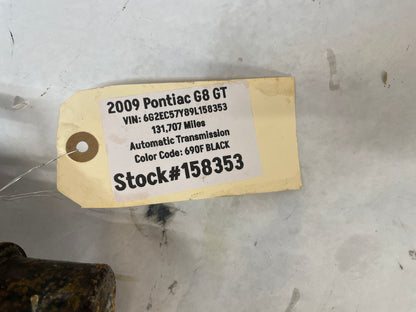 2009 Pontiac G8 GT
VIN: 6G2EC57Y89L158353
131,707 Miles
Automatic Transmission
Color Code: 690F BLACK
Stock#158353